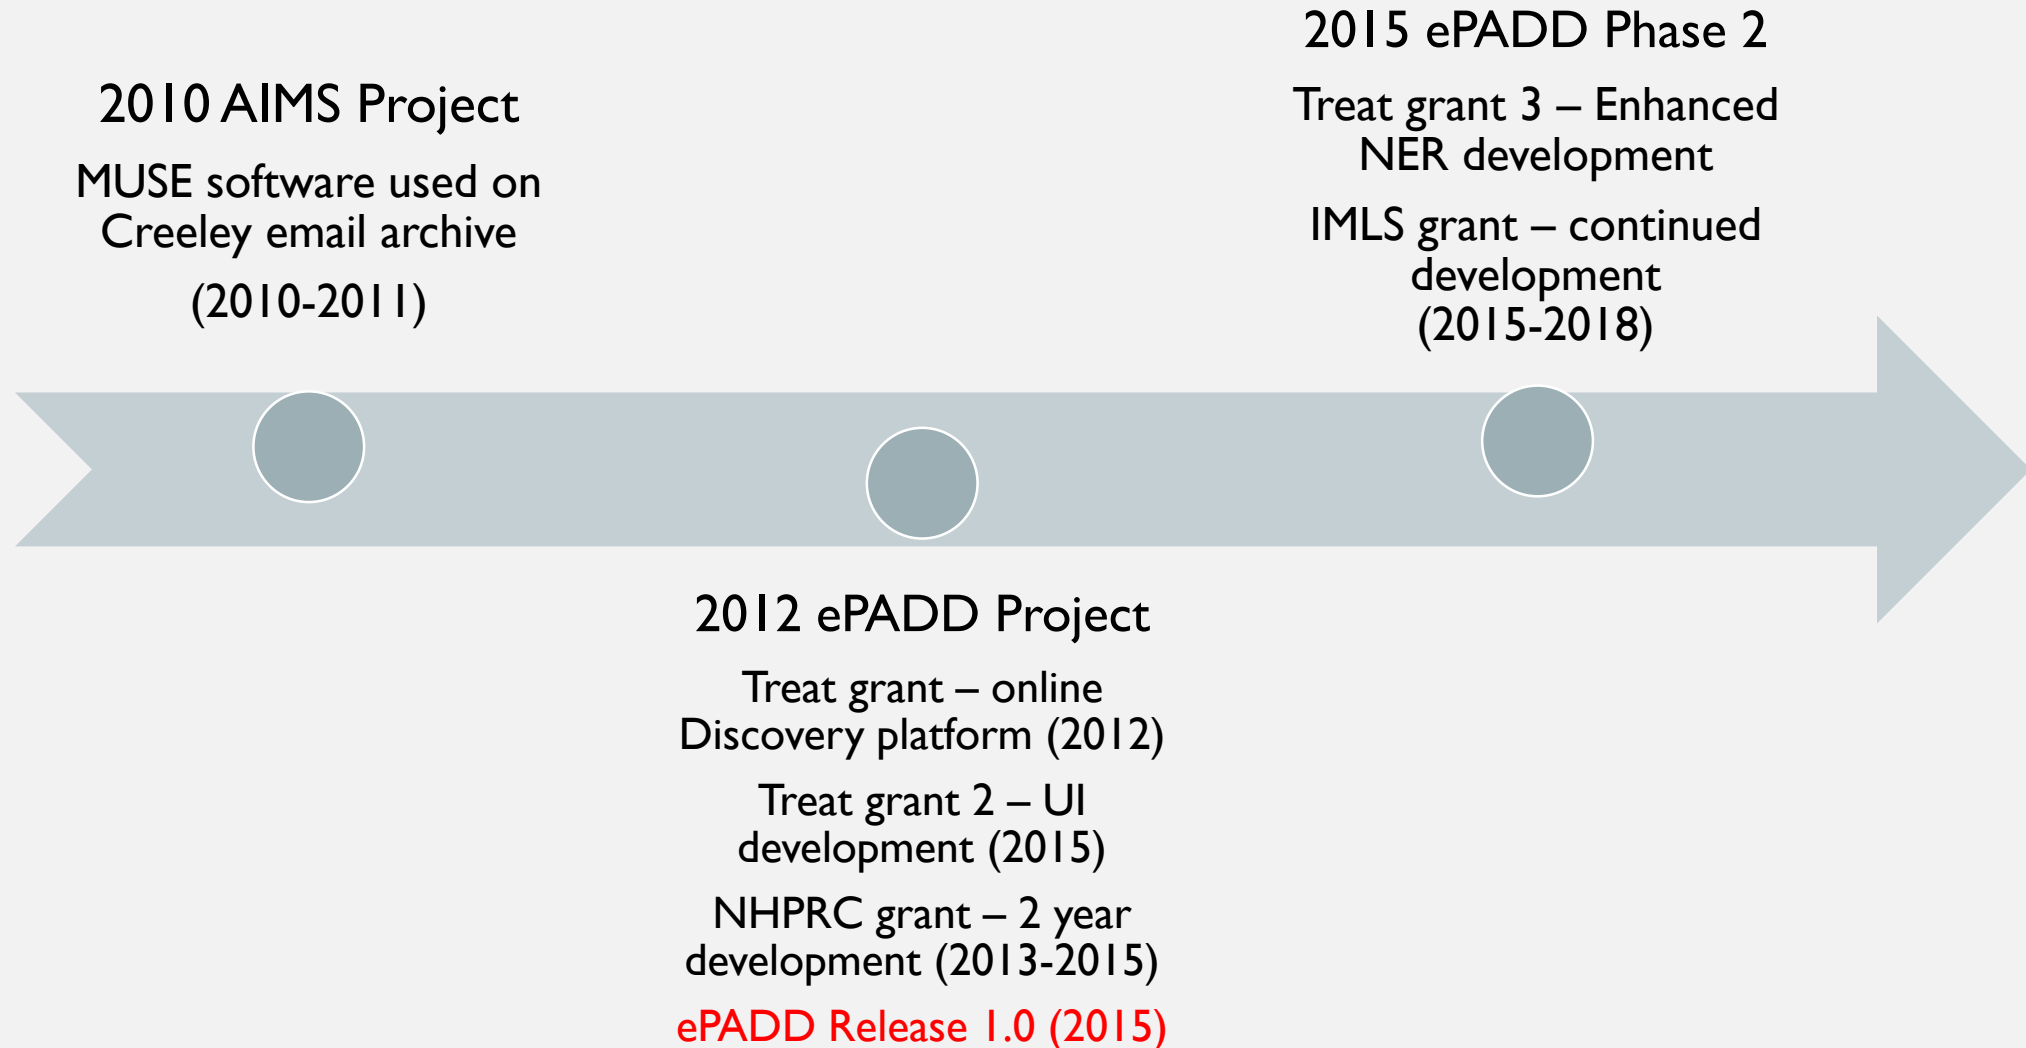 2010 AIMS Project
MUSE software used on
Creeley email archive
(2010-2011)
2012 ePADD Project
Treat grant – online
Discovery platform (2012)
Treat grant 2 – UI
development (2015)
NHPRC grant – 2 year
development (2013-2015)
ePADD Release 1.0 (2015)
2015 ePADD Phase 2
Treat grant 3 – Enhanced
NER development
IMLS grant – continued
development
(2015-2018)